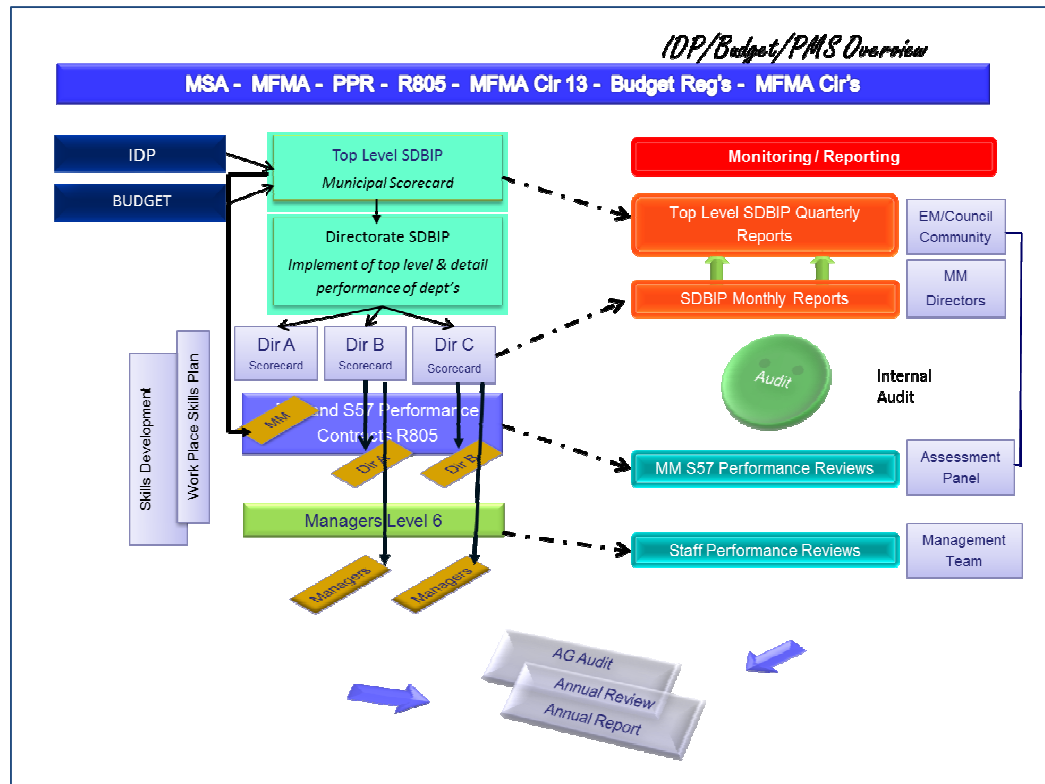 IDP/Budget/PMS Overview
MSA - MFMA - PPR - R805 - MFMA Cir 13 - Budget Reg's - MFMA Cir's
IDP
BUDGET
Top Level SDBIP
Municipal Scorecard
Directorate SDBIP
Implement of top level & detail
performance of dept's
Dir A
Scorecard
Dir B
Scorecard
Dir C
Scorecard
Skills Development
Work Place Skills Plan
and S57 Performance
Contracts R805
MM
Dir A
Dir B
Managers Level 6
Managers
Managers
Monitoring / Reporting
Top Level SDBIP Quarterly
Reports
EM/Council
Community
SDBIP Monthly Reports
MM
Directors
Audit
Internal
Audit
MM S57 Performance Reviews
Assessment
Panel
Staff Performance Reviews
Management
Team
AG Audit
Annual Review
Annual Report